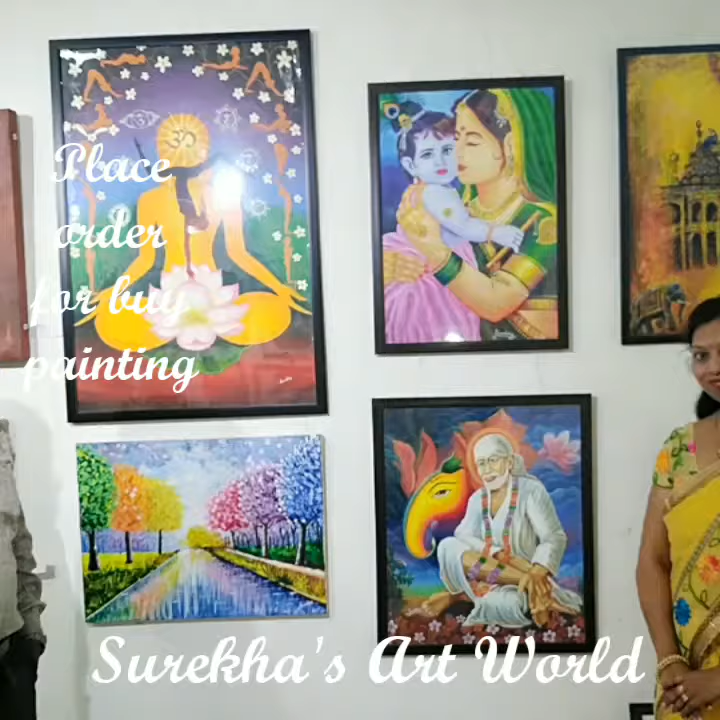 Place
order
for buy
painting
ॐ
Surekha's Art World